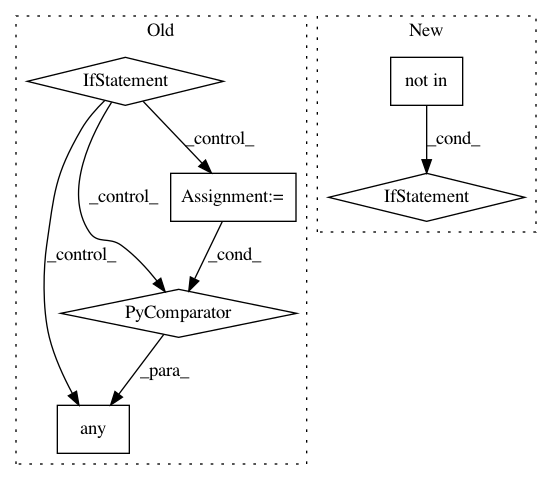 Old
New
IfStatement
not in
_control_
_cond_
_control_
Assignment:=
IfStatement
_control_
_cond_
PyComparator
_para_
any